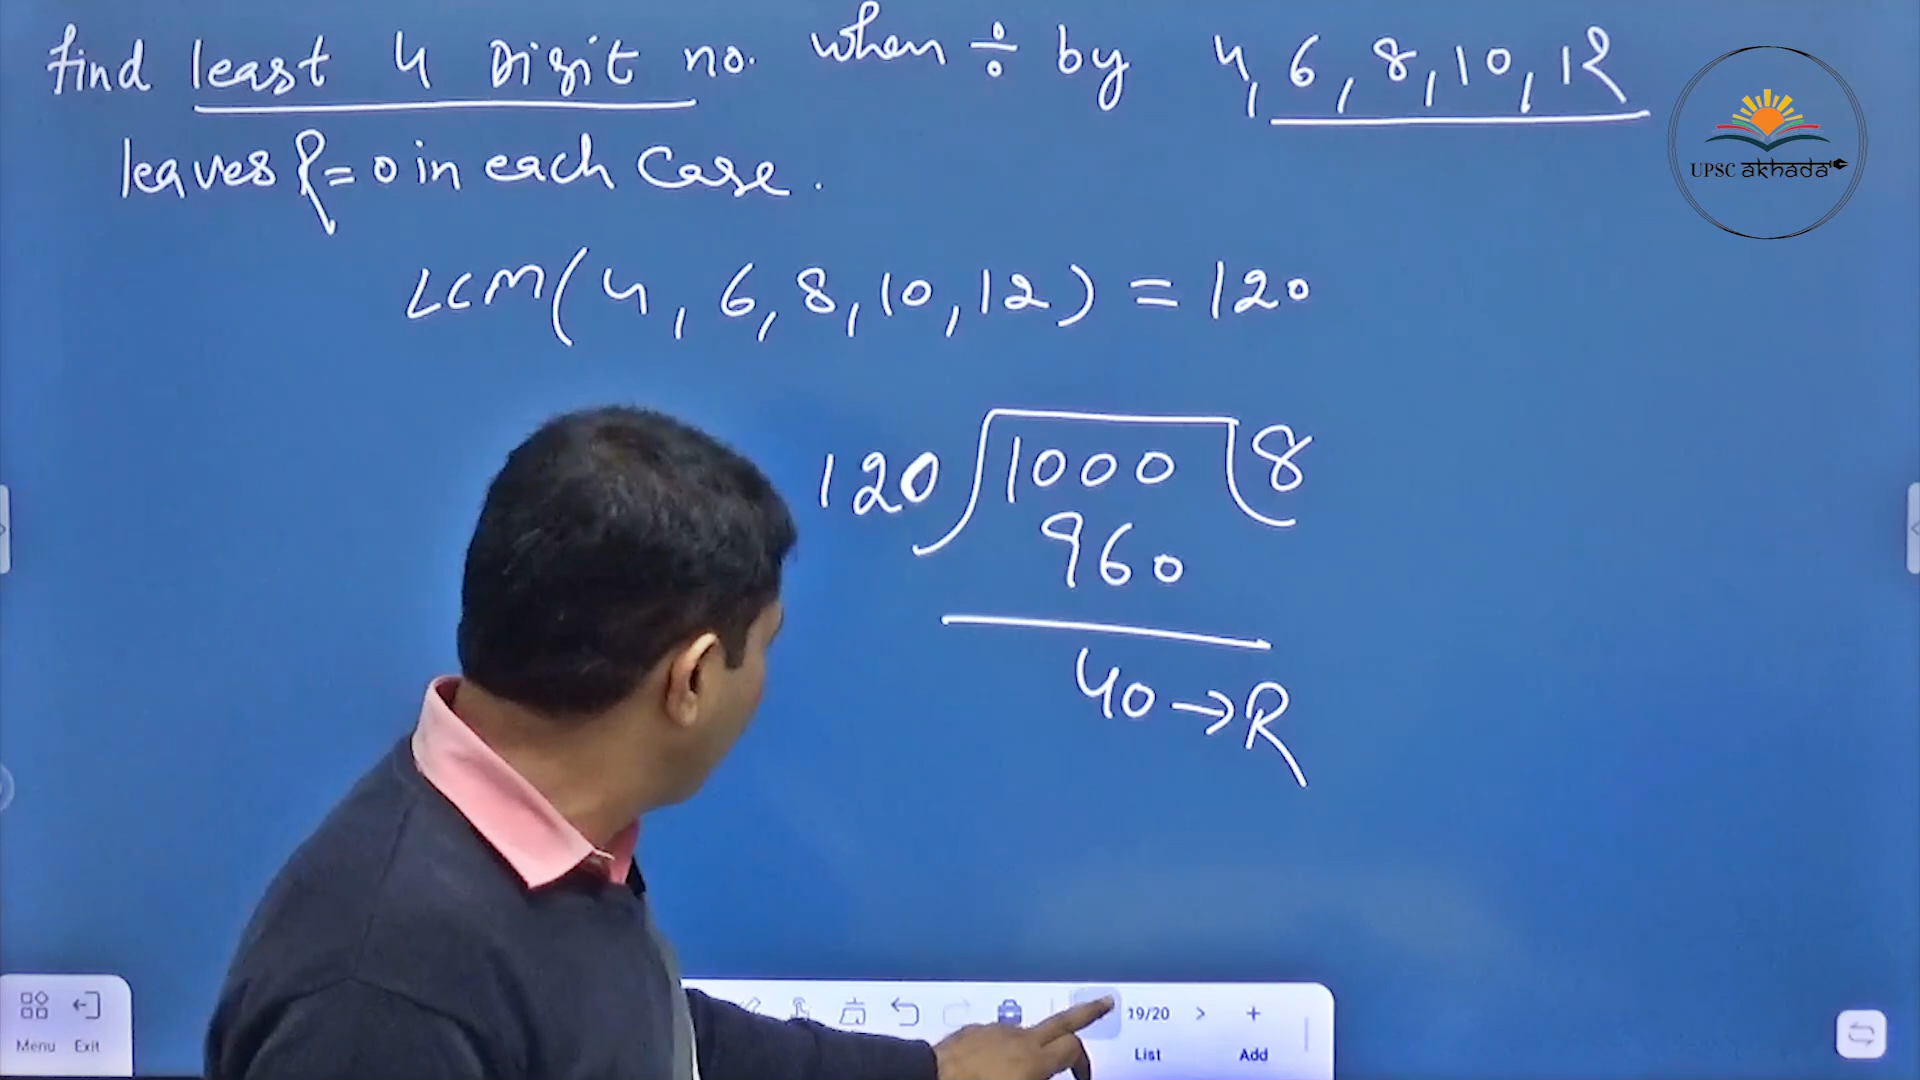 find least 4 Digit no. when ÷ by 4, 6, 8, 10, 12
leaves R = 0 in each case.
UPSC akhada
LCM(4, 6, 8, 10, 12) = 120
120 ) 1000 ( 8
960
40 → R
19/20
Menu Exit List Add